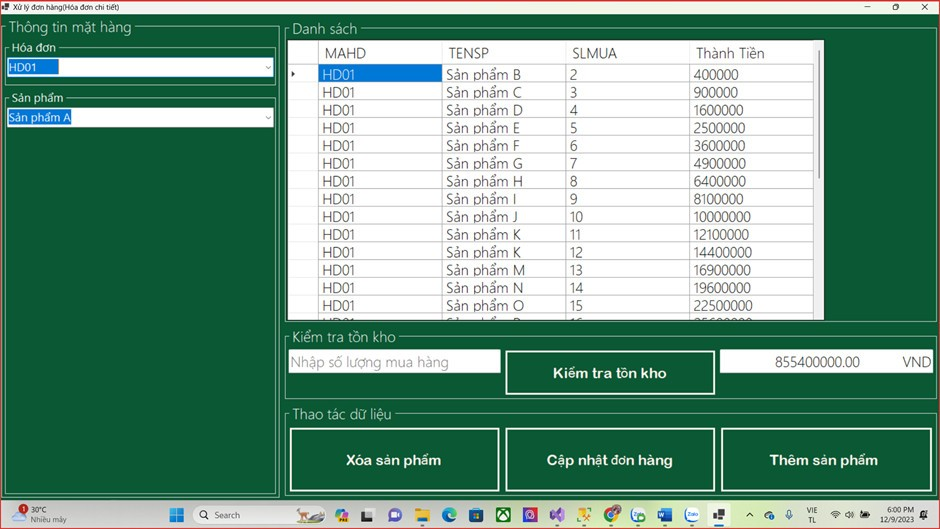 Xử lý đơn hàng(Hóa đơn chi tiết)
Thông tin mặt hàng
Hóa đơn
HD01
Sản phẩm
Sản phẩm A
Danh sách
MAHD TENSP SLMUA Thành Tiền
HD01 Sản phẩm B 2 400000
HD01 Sản phẩm C 3 900000
HD01 Sản phẩm D 4 1600000
HD01 Sản phẩm E 5 2500000
HD01 Sản phẩm F 6 3600000
HD01 Sản phẩm G 7 4900000
HD01 Sản phẩm H 8 6400000
HD01 Sản phẩm I 9 8100000
HD01 Sản phẩm J 10 10000000
HD01 Sản phẩm K 11 12100000
HD01 Sản phẩm K 12 14400000
HD01 Sản phẩm M 13 16900000
HD01 Sản phẩm N 14 19600000
HD01 Sản phẩm O 15 22500000
Kiểm tra tồn kho
Nhập số lượng mua hàng
Kiểm tra tồn kho
855400000.00 VND
Thao tác dữ liệu
Xóa sản phẩm
Cập nhật đơn hàng
Thêm sản phẩm
1
30°C
Nhiều mây
Search
VIE
TL
6:00 PM
12/9/2023